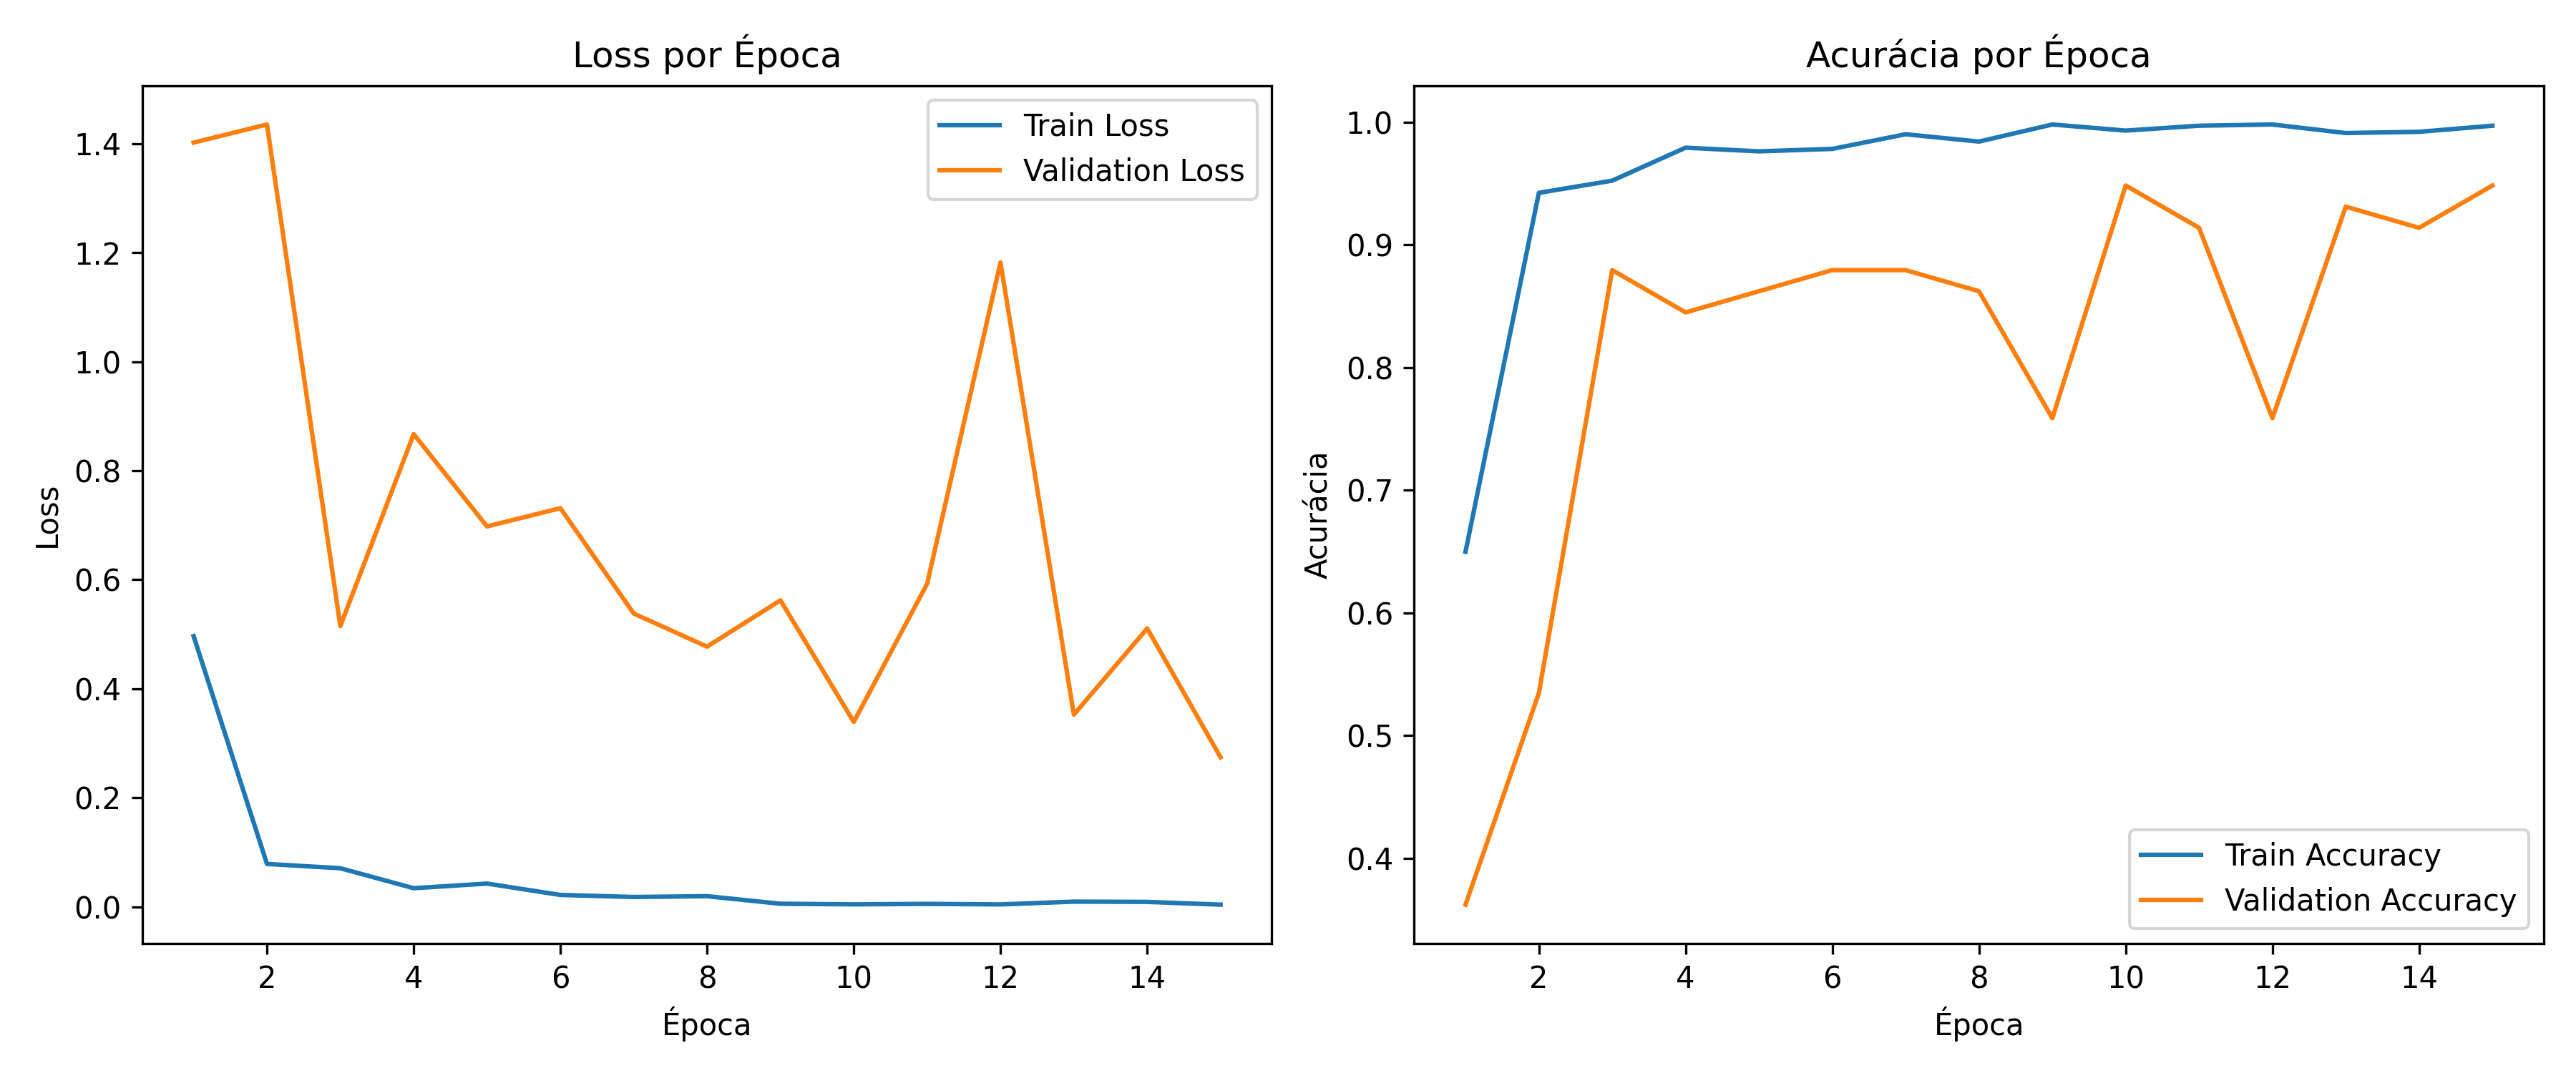 Loss por Época
1.4
1.2
1.0
0.8
0.6
0.4
0.2
0.0
Loss
2 4 6 8 10 12 14
Época
Train Loss
Validation Loss
Acurácia por Época
1.0
0.9
0.8
0.7
0.6
0.5
0.4
Acurácia
2 4 6 8 10 12 14
Época
Train Accuracy
Validation Accuracy